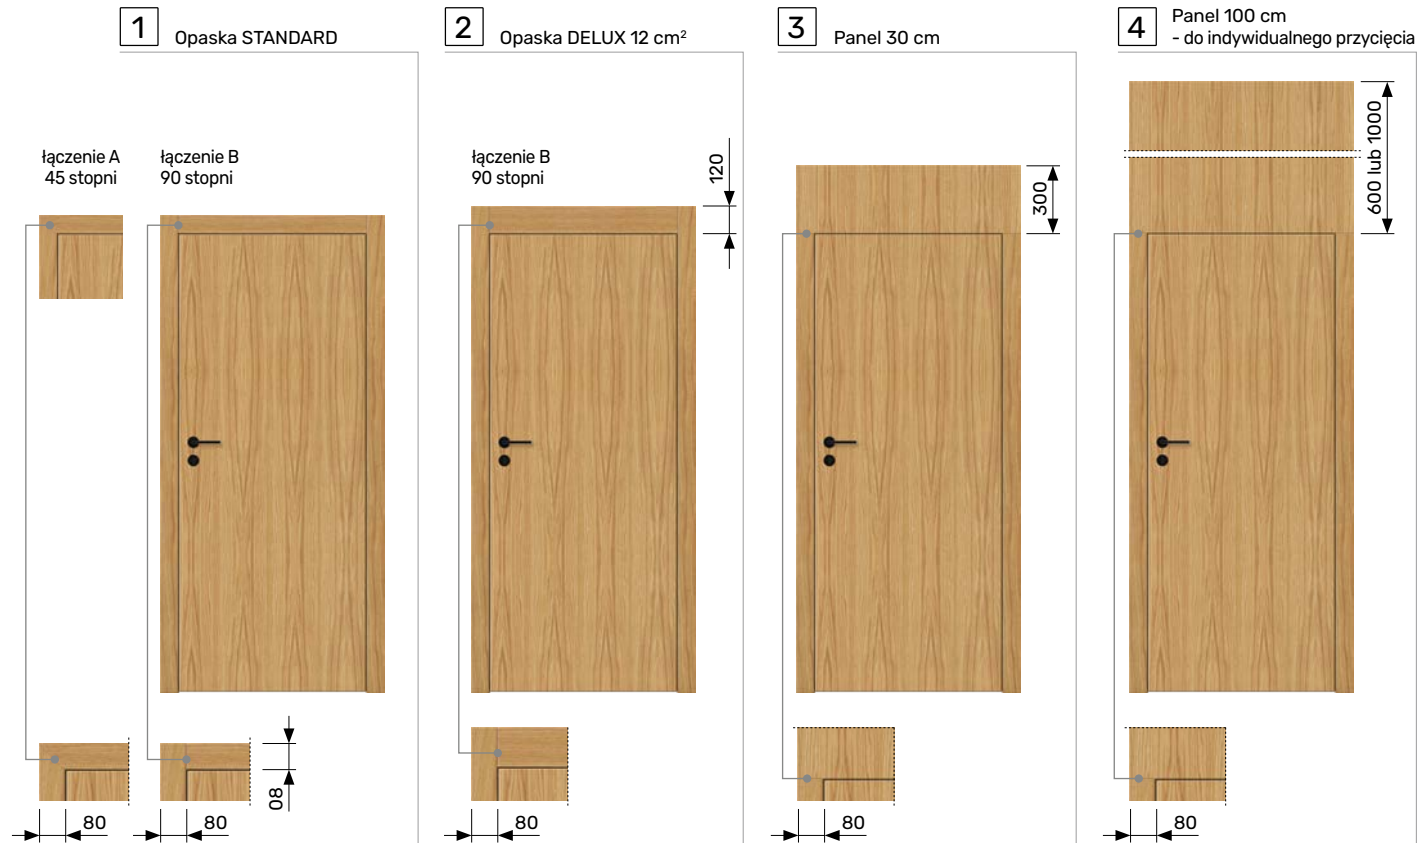 1 Opaska STANDARD
łączenie A
45 stopni
łączenie B
90 stopni
80
80
80
2 Opaska DELUX 12 cm²
łączenie B
90 stopni
120
80
3 Panel 30 cm
300
80
4 Panel 100 cm
- do indywidualnego przycięcia
600 lub 1000
80